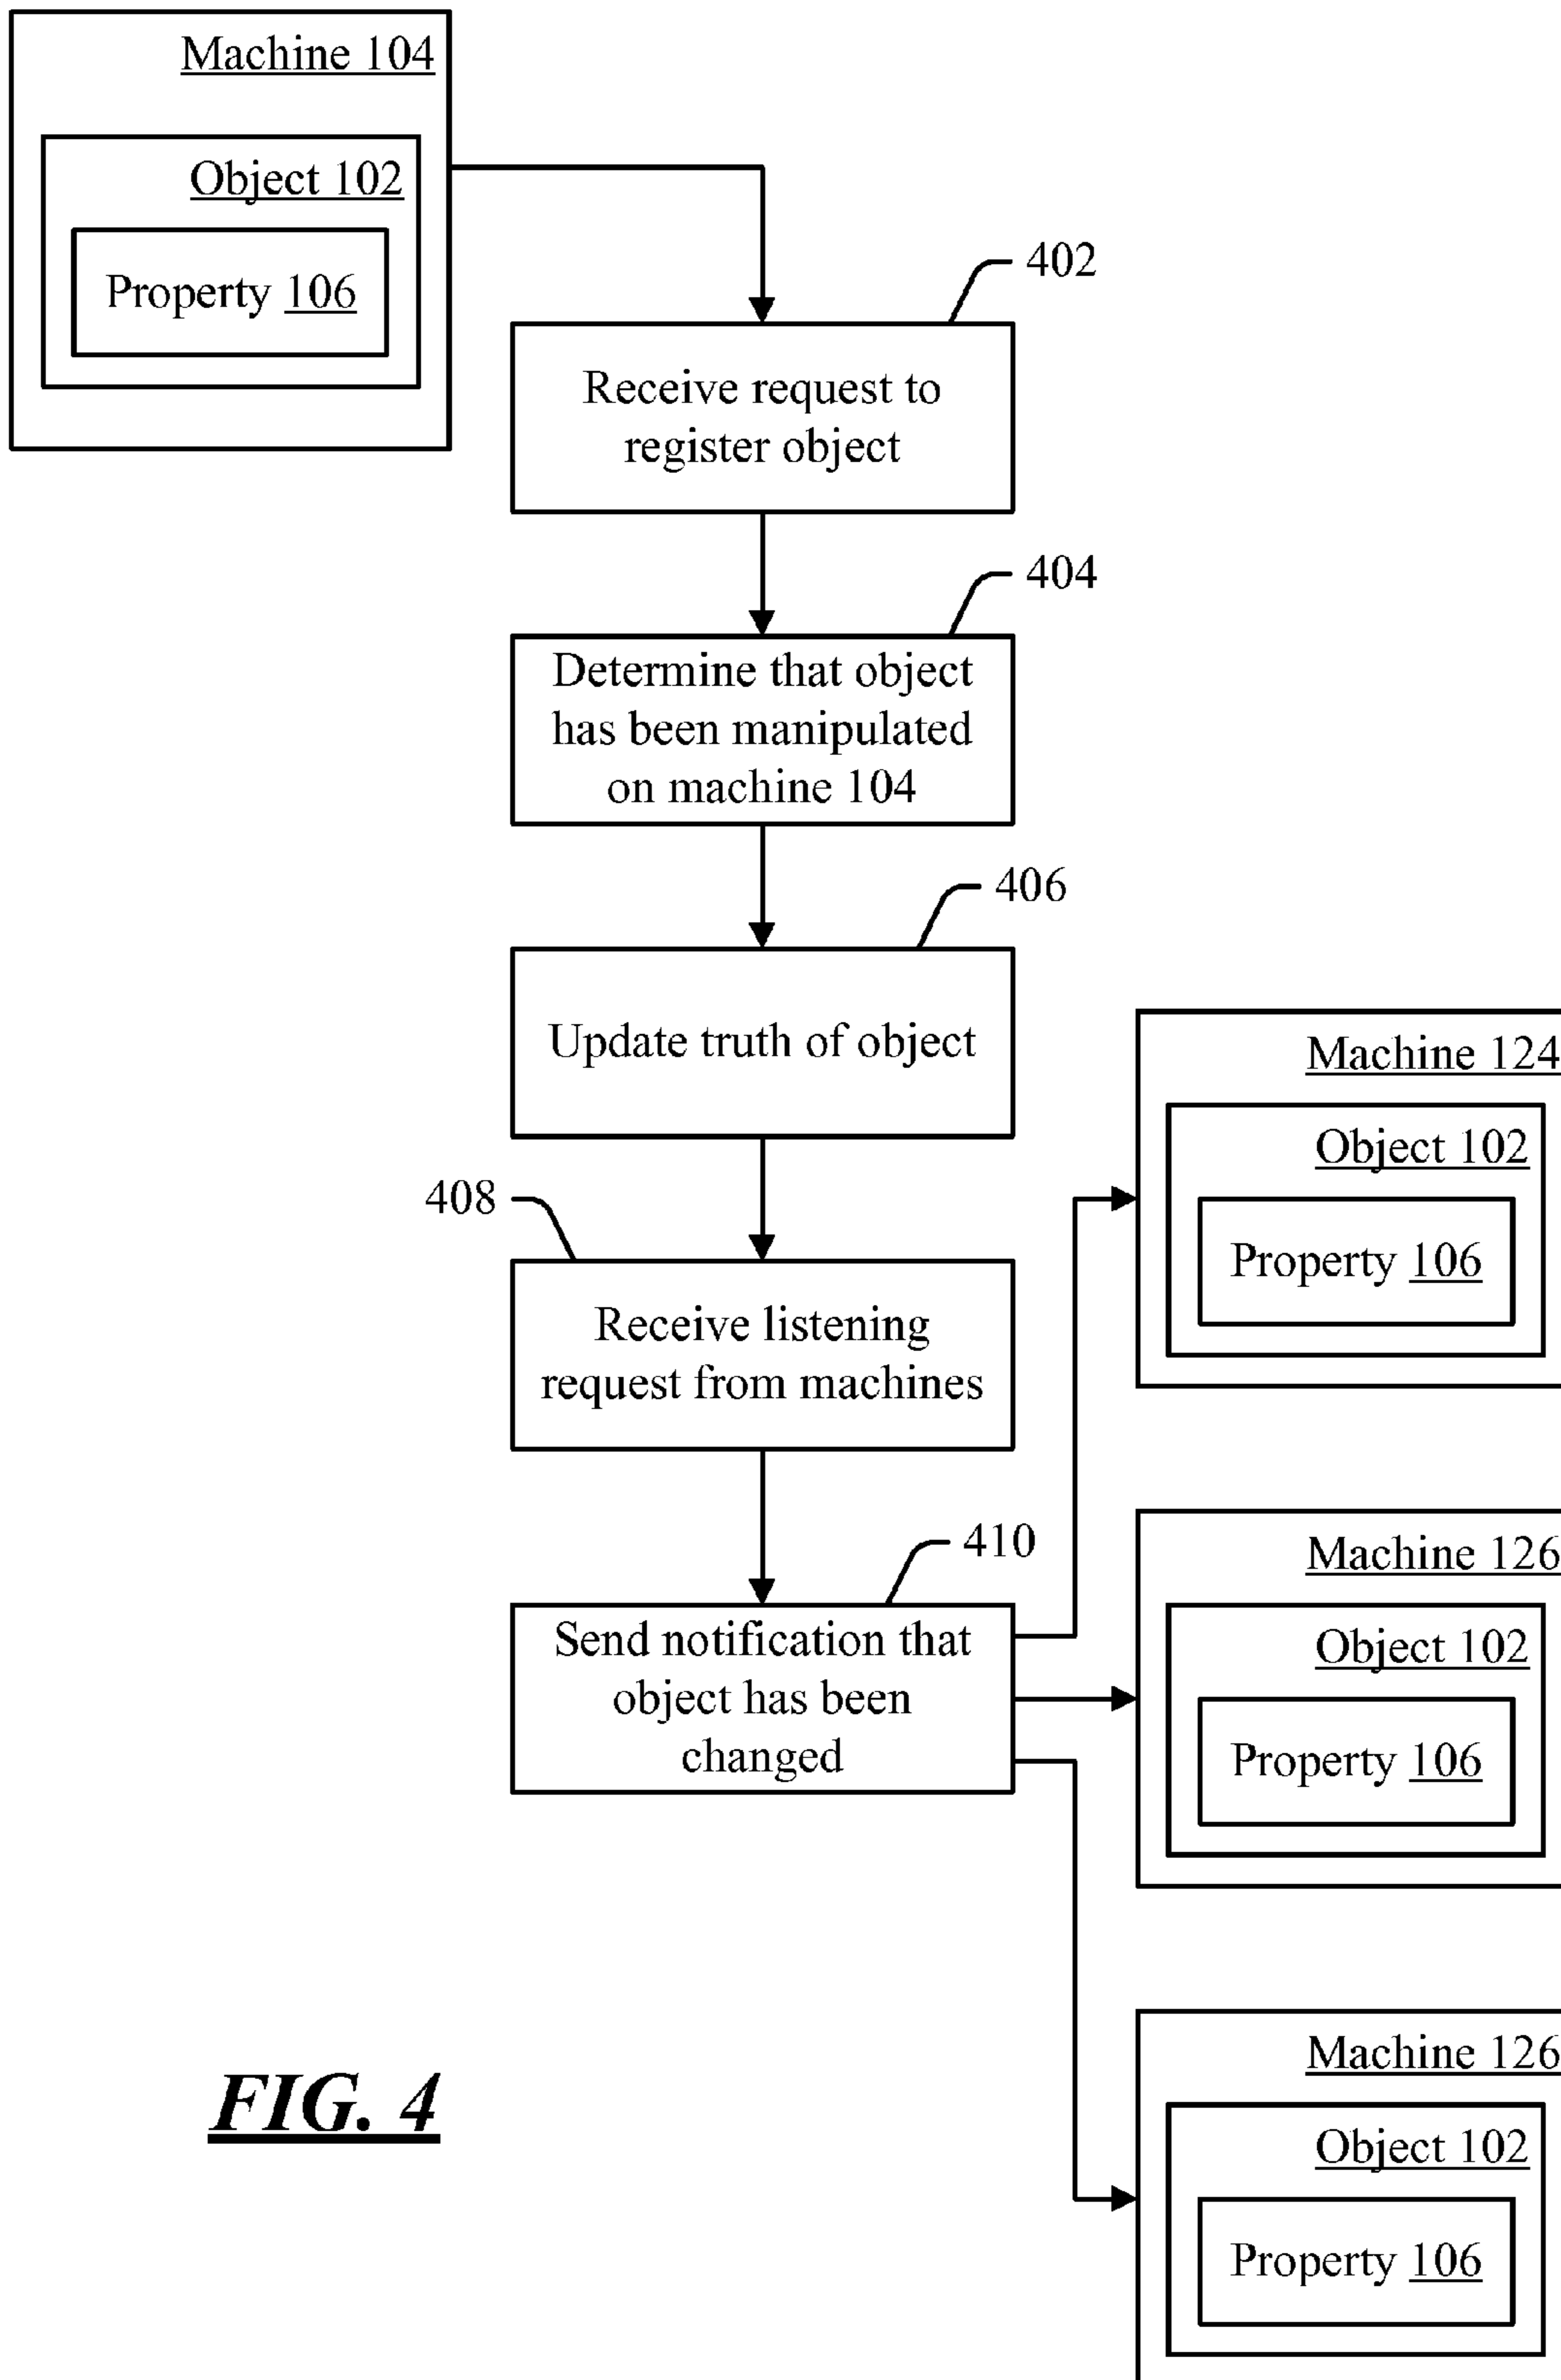 Machine 104
Object 102
Property 106
402
Receive request to
register object
404
Determine that object
has been manipulated
on machine 104
406
Update truth of object
Machine 124
Object 102
Property 106
408
Receive listening
request from machines
410
Send notification that
object has been
changed
Machine 126
Object 102
Property 106
Machine 126
Object 102
Property 106
FIG. 4